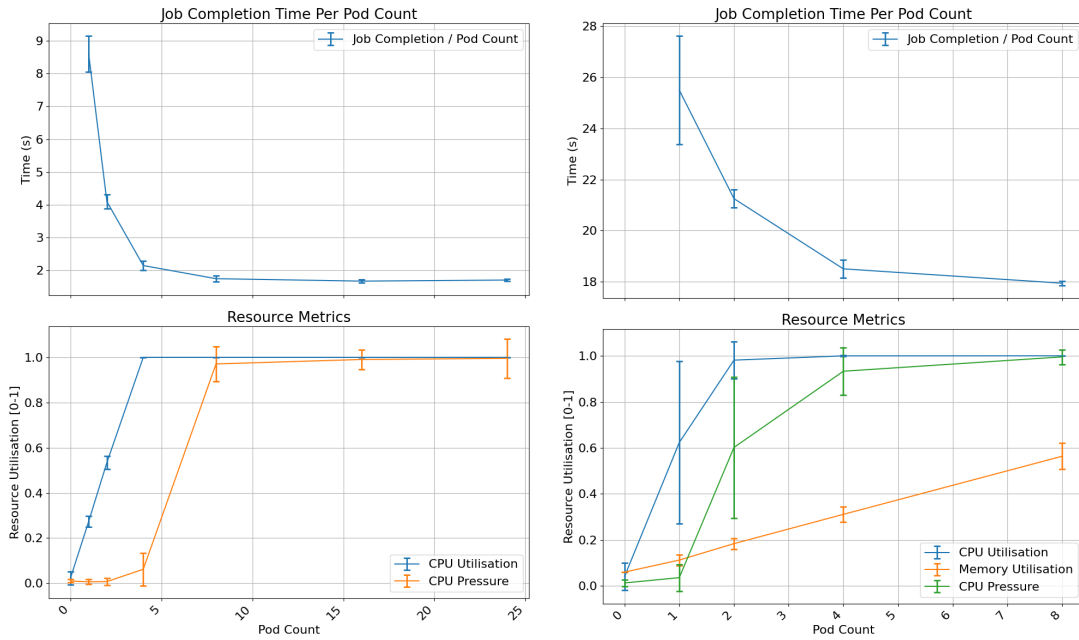 Job Completion Time Per Pod Count
Job Completion / Pod Count
9
8
7
6
5
4
3
2
Time (s)
Resource Metrics
1.0
0.8
0.6
0.4
0.2
0.0
Resource Utilisation [0-1]
CPU Utilisation
CPU Pressure
0
5
10
15
20
25
Pod Count
Job Completion Time Per Pod Count
Job Completion / Pod Count
28
26
24
22
20
18
Time (s)
Resource Metrics
1.0
0.8
0.6
0.4
0.2
0.0
Resource Utilisation [0-1]
CPU Utilisation
Memory Utilisation
CPU Pressure
0
1
2
3
4
5
6
7
8
Pod Count